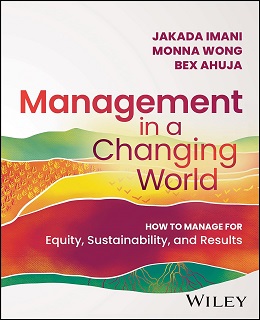 JAKADA IMANI
MONNA WONG
BEX AHUJA
Management
in a
Changing
World
HOW TO MANAGE FOR
Equity, Sustainability, and Results
WILEY